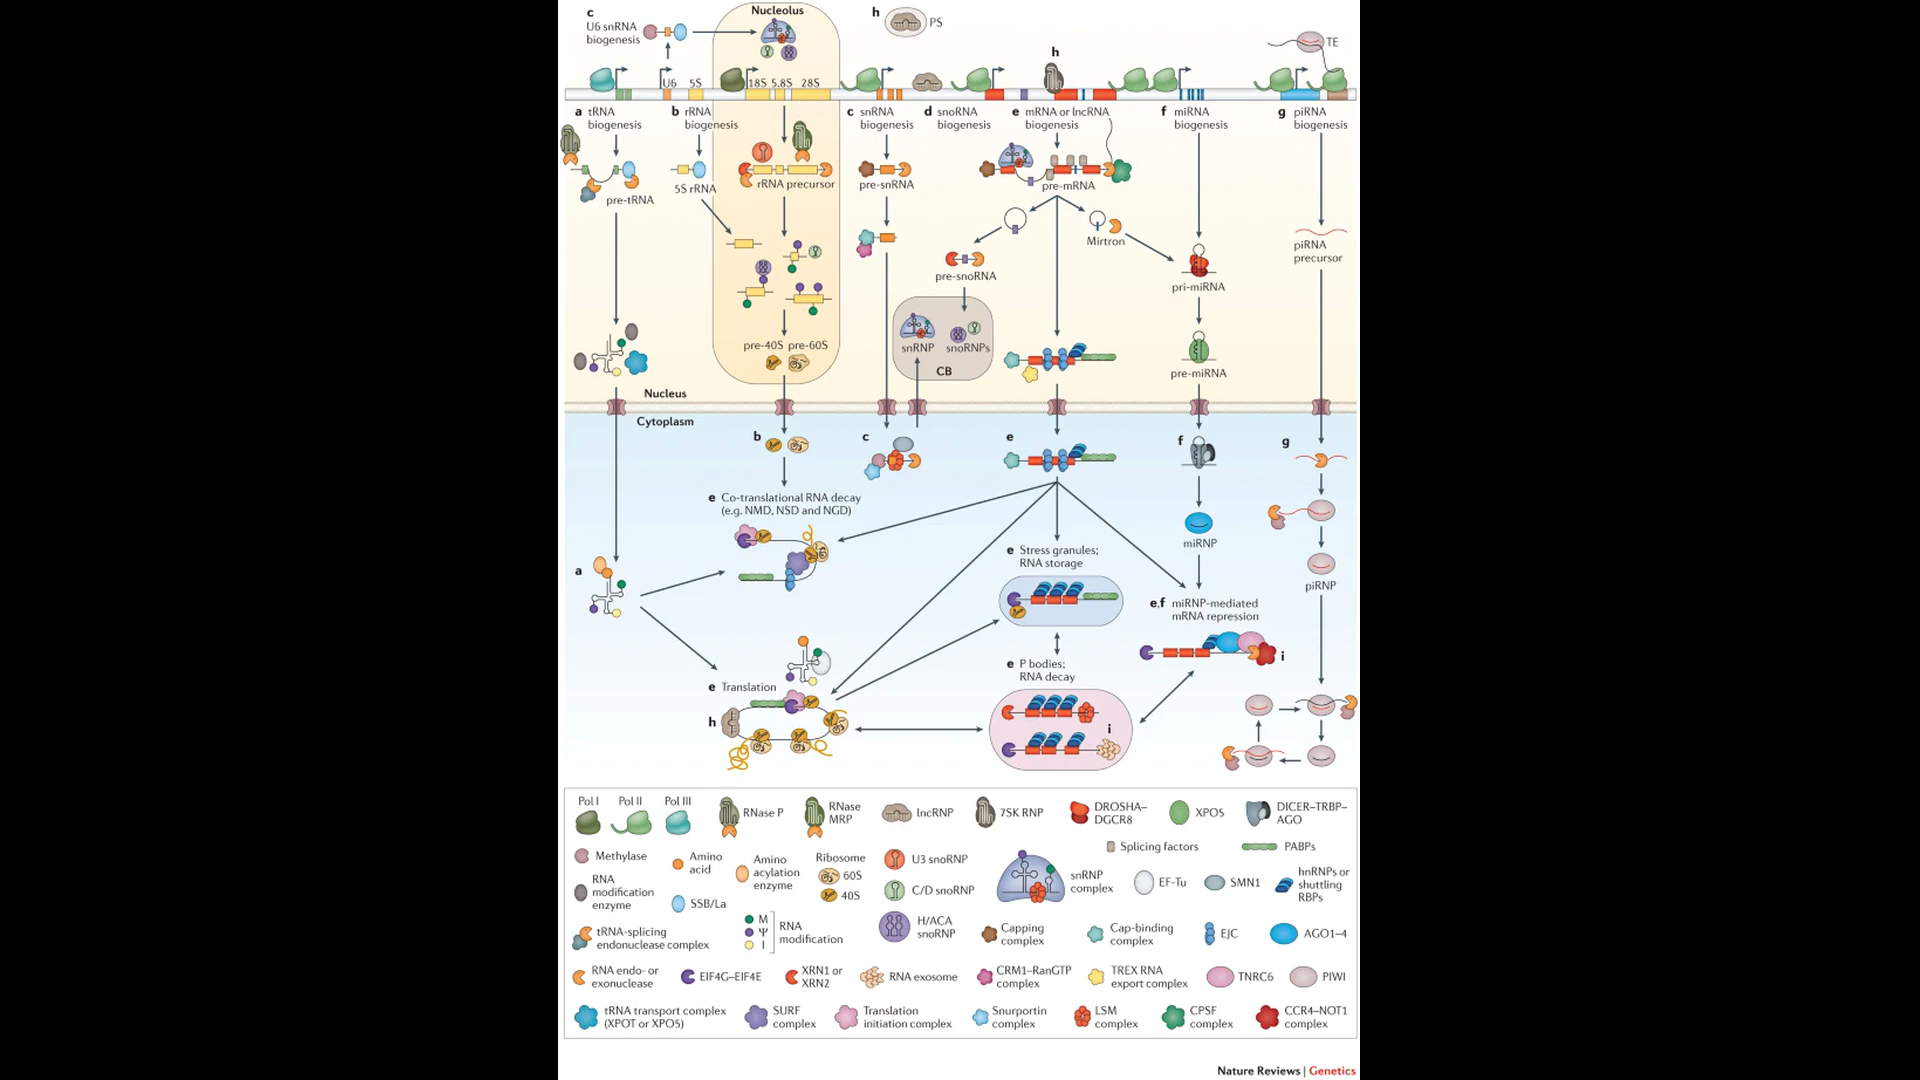 c
U6 snRNA
biogenesis
Nucleolus
h
PS
h
TE
U6
5S
18S 5.8S 28S
a tRNA
biogenesis
b rRNA
biogenesis
c snRNA
biogenesis
d snoRNA
biogenesis
e mRNA or lncRNA
biogenesis
f miRNA
biogenesis
g piRNA
biogenesis
pre-tRNA
5S rRNA
rRNA precursor
pre-snRNA
pre-mRNA
Mirtron
pre-snoRNA
pri-miRNA
piRNA
precursor
pre-40S pre-60S
snRNP
snoRNPs
CB
pre-miRNA
Nucleus
Cytoplasm
b
c
e
f
g
e Co-translational RNA decay
(e.g. NMD, NSD and NGD)
miRNP
a
e Stress granules;
RNA storage
piRNP
e,f miRNP-mediated
mRNA repression
i
e P bodies;
RNA decay
e Translation
h
i
Pol I
Pol II
Pol III
RNase P
RNase
MRP
lncRNP
7SK RNP
DROSHA–
DGCR8
XPO5
DICER–TRBP–
AGO
Methylase
Amino
acid
Amino
acylation
enzyme
Ribosome
60S
40S
U3 snoRNP
C/D snoRNP
H/ACA
snoRNP
snRNP
complex
Splicing factors
PABPs
RNA
modification
enzyme
SSB/La
EF-Tu
SMN1
hnRNPs or
shuttling
RBPs
tRNA-splicing
endonuclease complex
M
Ψ
I
RNA
modification
Capping
complex
Cap-binding
complex
EJC
AGO1–4
RNA endo- or
exonuclease
EIF4G–EIF4E
XRN1 or
XRN2
RNA exosome
CRM1–RanGTP
complex
TREX RNA
export complex
TNRC6
PIWI
tRNA transport complex
(XPOT or XPO5)
SURF
complex
Translation
initiation complex
Snurportin
complex
LSM
complex
CPSF
complex
CCR4–NOT1
complex
Nature Reviews | Genetics